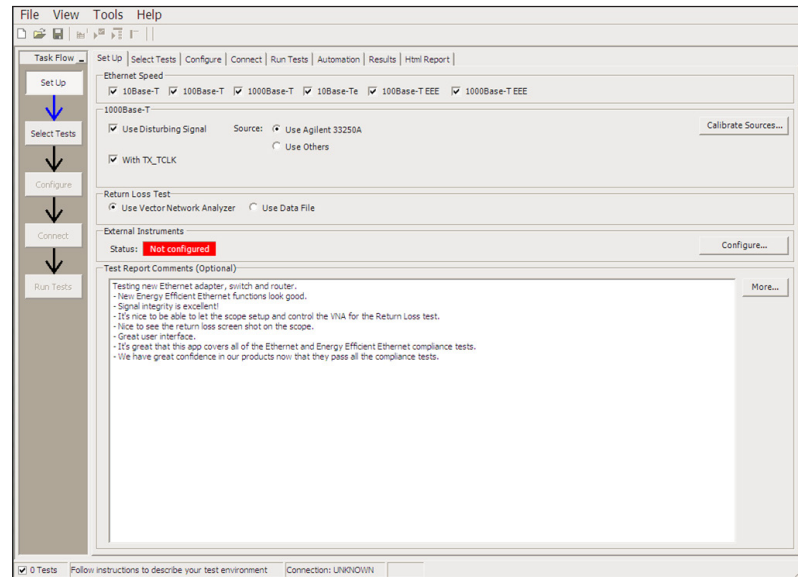 File View Tools Help
Task Flow
Set Up
Select Tests
Configure
Connect
Run Tests
Set Up Select Tests Configure Connect Run Tests Automation Results Html Report
Ethernet Speed
10Base-T 100Base-T 1000Base-T 10Base-Te 100Base-T EEE 1000Base-T EEE
1000Base-T
Use Disturbing Signal Source: Use Agilent 33250A Calibrate Sources...
Use Others
With TX_TCLK
Return Loss Test
Use Vector Network Analyzer Use Data File
External Instruments
Status: Not configured Configure...
Test Report Comments (Optional)
Testing new Ethernet adapter, switch and router. More...
- New Energy Efficient Ethernet functions look good.
- Signal integrity is excellent!
- It's nice to be able to let the scope setup and control the VNA for the Return Loss test.
- Nice to see the return loss screen shot on the scope.
- Great user interface.
- It's great that this app covers all of the Ethernet and Energy Efficient Ethernet compliance tests.
- We have great confidence in our products now that they pass all the compliance tests.
0 Tests Follow instructions to describe your test environment Connection: UNKNOWN